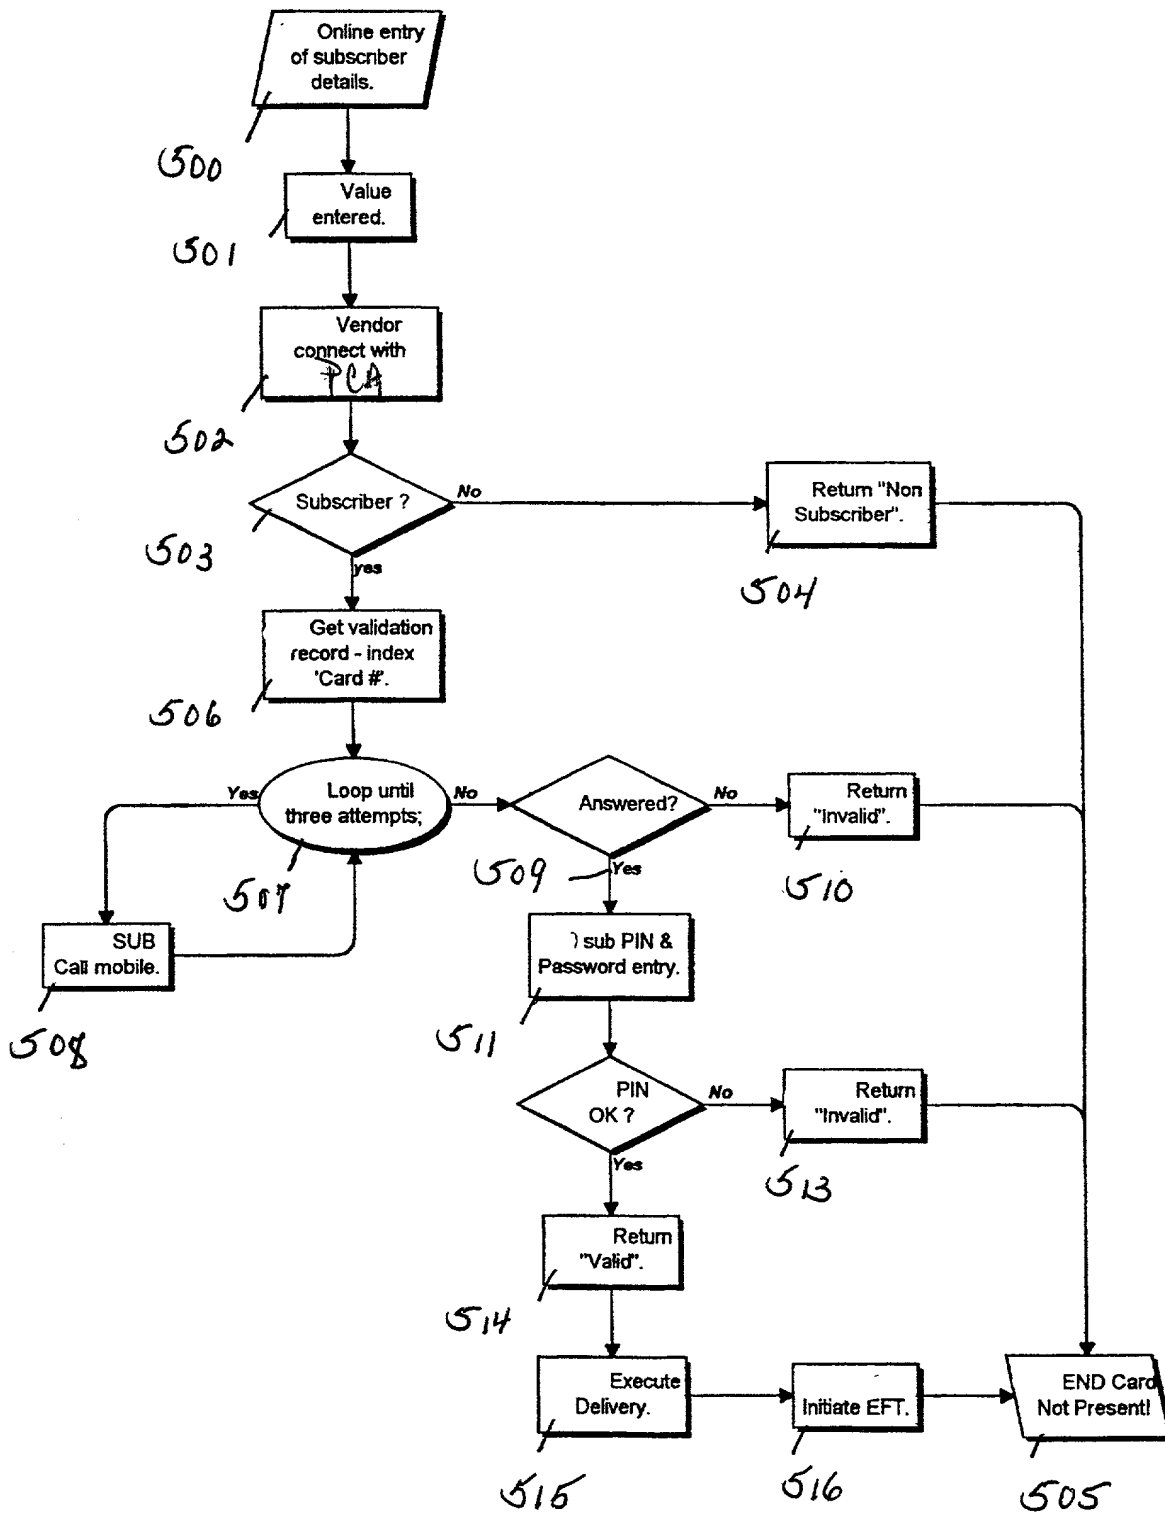 Online entry
of subscriber
details.
500
Value
entered.
501
Vendor
connect with
PCA
502
Subscriber ?
No
yes
503
Return "Non
Subscriber".
504
Get validation
record - index
'Card #'.
506
Yes
Loop until
three attempts;
No
507
Answered?
No
Yes
509
Return
"Invalid".
510
SUB
Call mobile.
508
sub PIN &
Password entry.
511
PIN
OK ?
No
Yes
Return
"Invalid".
513
Return
"Valid".
514
Execute
Delivery.
515
Initiate EFT.
516
END Card
Not Present!
505